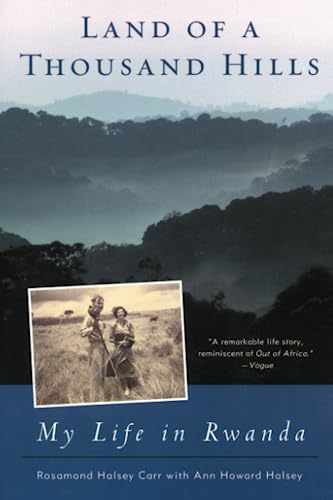 LAND OF A
THOUSAND HILLS
"A remarkable life story,
reminiscent of Out of Africa."
— Vogue
My Life in Rwanda
Rosamond Halsey Carr with Ann Howard Halsey